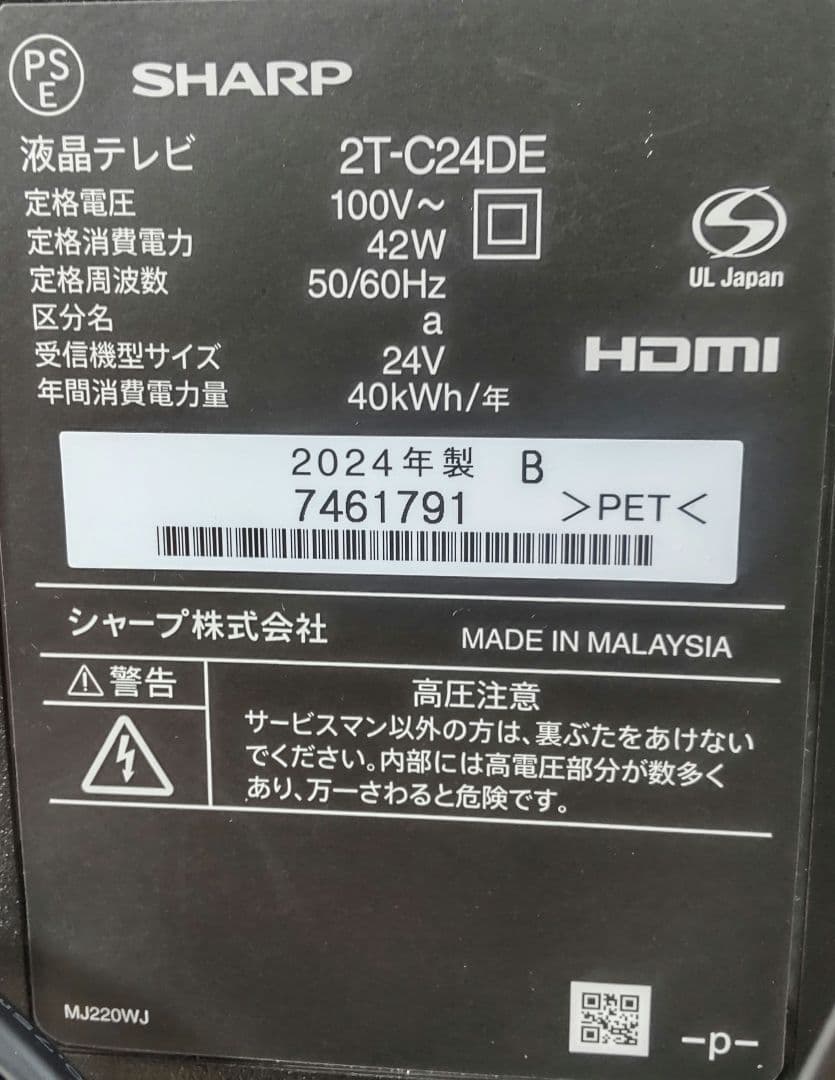 PS
E
SHARP
液晶テレビ 2T-C24DE
定格電圧 100V～
定格消費電力 42W
定格周波数 50/60Hz
区分名 a
受信機型サイズ 24V
年間消費電力量 40kWh/年
UL Japan
HDMI
2024年製 B
7461791 >PET<
シャープ株式会社 MADE IN MALAYSIA
⚠警告 高圧注意
サービスマン以外の方は、裏ぶたをあけない
でください。内部には高電圧部分が数多く
あり、万一さわると危険です。
MJ220WJ
-p-